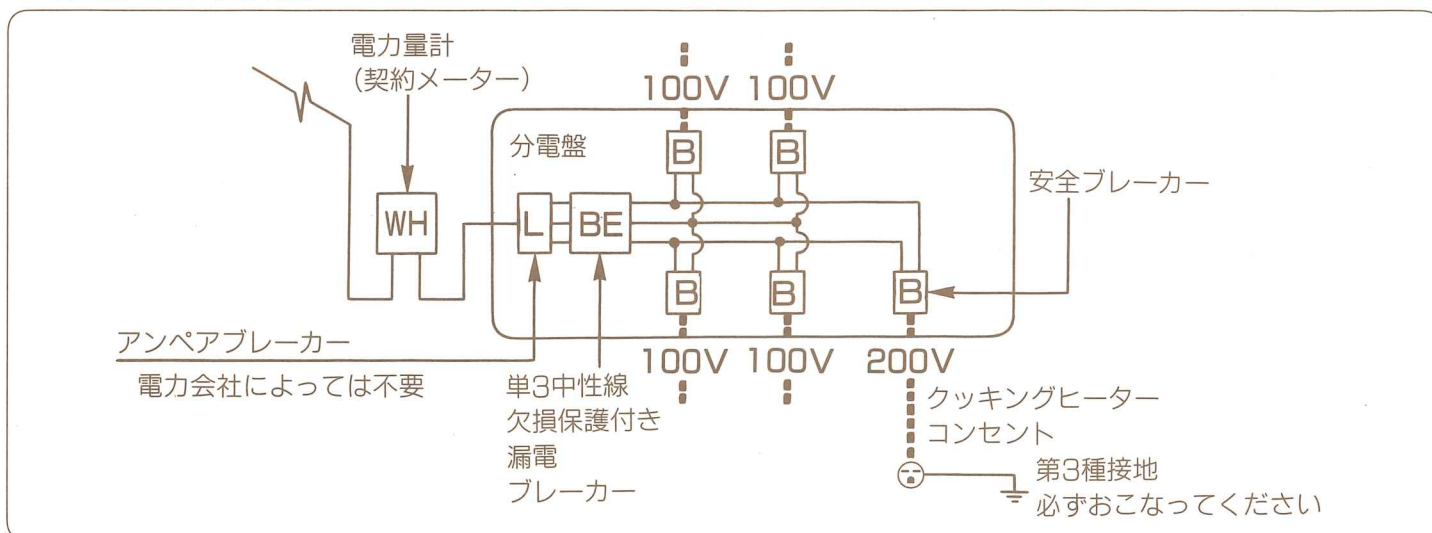 電力量計
(契約メーター)
100V 100V
分電盤
B B
安全ブレーカー
WH
L BE
B B B
アンペアブレーカー
電力会社によっては不要
100V 100V 200V
単3中性線
欠損保護付き
漏電
ブレーカー
クッキングヒーター
コンセント
第3種接地
必ずおこなってください